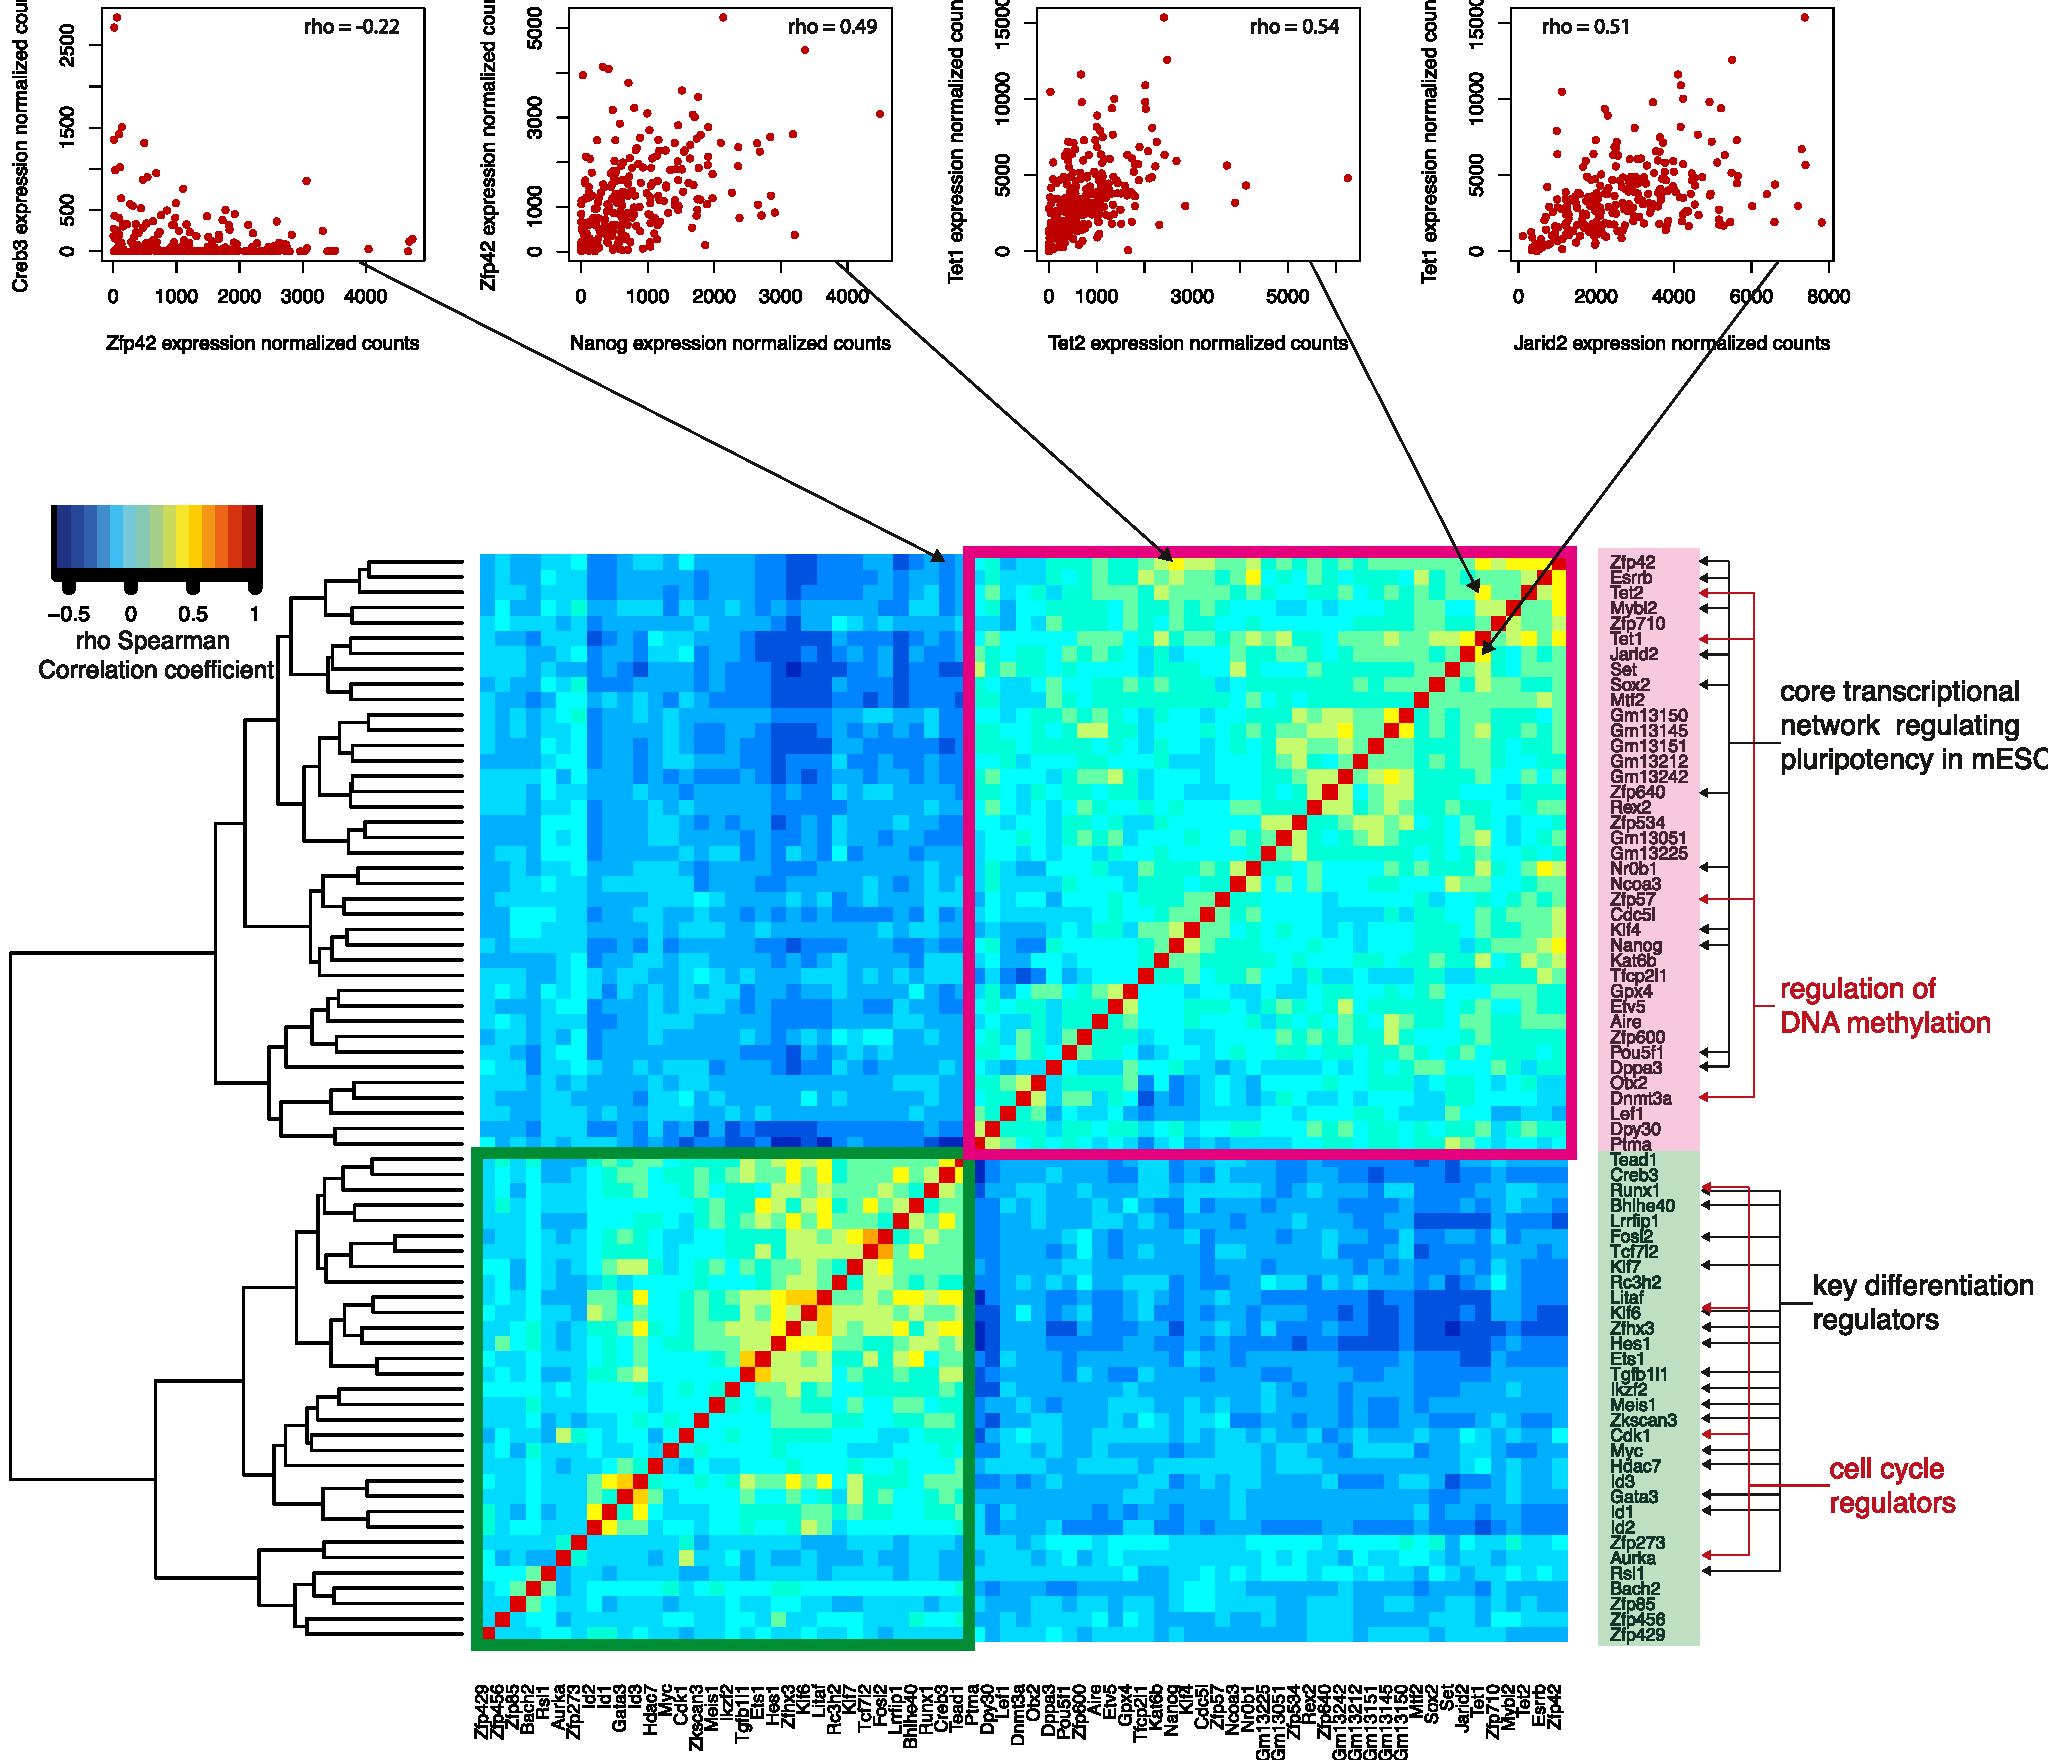 rho = -0.22
Creb3 expression normalized coun
2500
1500
500
0
0 1000 2000 3000 4000
Zfp42 expression normalized counts
rho = 0.49
Zfp42 expression normalized coun
5000
3000
1000
0
0 1000 2000 3000 4000
Nanog expression normalized counts
rho = 0.54
Tet1 expression normalized coun
15000
10000
5000
0
0 1000 3000 5000
Tet2 expression normalized counts
rho = 0.51
Tet1 expression normalized coun
15000
10000
5000
0
0 2000 4000 6000 8000
Jarid2 expression normalized counts
−0.5 0 0.5 1
rho Spearman
Correlation coefficient
Zfp42
Esrrb
Tet2
Mybl2
Zfp710
Tet1
Jarid2
Set
Sox2
Mtf2
Gm13150
Gm13145
Gm13151
Gm13212
Gm13242
Zfp640
Rex2
Zfp534
Gm13051
Gm13225
Nr0b1
Ncoa3
Zfp57
Cdc5l
Klf4
Nanog
Kat6b
Tfcp2l1
Gpx4
Etv5
Aire
Zfp600
Pou5f1
Dppa3
Otx2
Dnmt3a
Lef1
Dpy30
Ptma
Tead1
Creb3
Runx1
Bhlhe40
Lrrfip1
Fosl2
Tcf7l2
Klf7
Rc3h2
Litaf
Klf6
Zfhx3
Hes1
Ets1
Tgfb1l1
Ikzf2
Meis1
Zkscan3
Cdk1
Myc
Hdac7
Id3
Gata3
Id1
Id2
Zfp273
Aurka
Rsl1
Bach2
Zfp85
Zfp456
Zfp429
core transcriptional
network regulating
pluripotency in mESC
regulation of
DNA methylation
key differentiation
regulators
cell cycle
regulators
Zfp429
Zfp456
Zfp85
Bach2
Rsl1
Aurka
Zfp273
Id2
Id1
Gata3
Id3
Hdac7
Myc
Cdk1
Zkscan3
Meis1
Ikzf2
Tgfb1l1
Ets1
Hes1
Zfhx3
Klf6
Litaf
Rc3h2
Klf7
Tcf7l2
Fosl2
Lrrfip1
Bhlhe40
Runx1
Creb3
Tead1
Ptma
Dpy30
Lef1
Dnmt3a
Otx2
Dppa3
Pou5f1
Zfp600
Aire
Etv5
Gpx4
Tfcp2l1
Kat6b
Nanog
Klf4
Cdc5l
Zfp57
Ncoa3
Nr0b1
Gm13225
Gm13051
Zfp534
Rex2
Zfp640
Gm13242
Gm13212
Gm13151
Gm13145
Gm13150
Mtf2
Sox2
Set
Jarid2
Tet1
Zfp710
Mybl2
Tet2
Esrrb
Zfp42